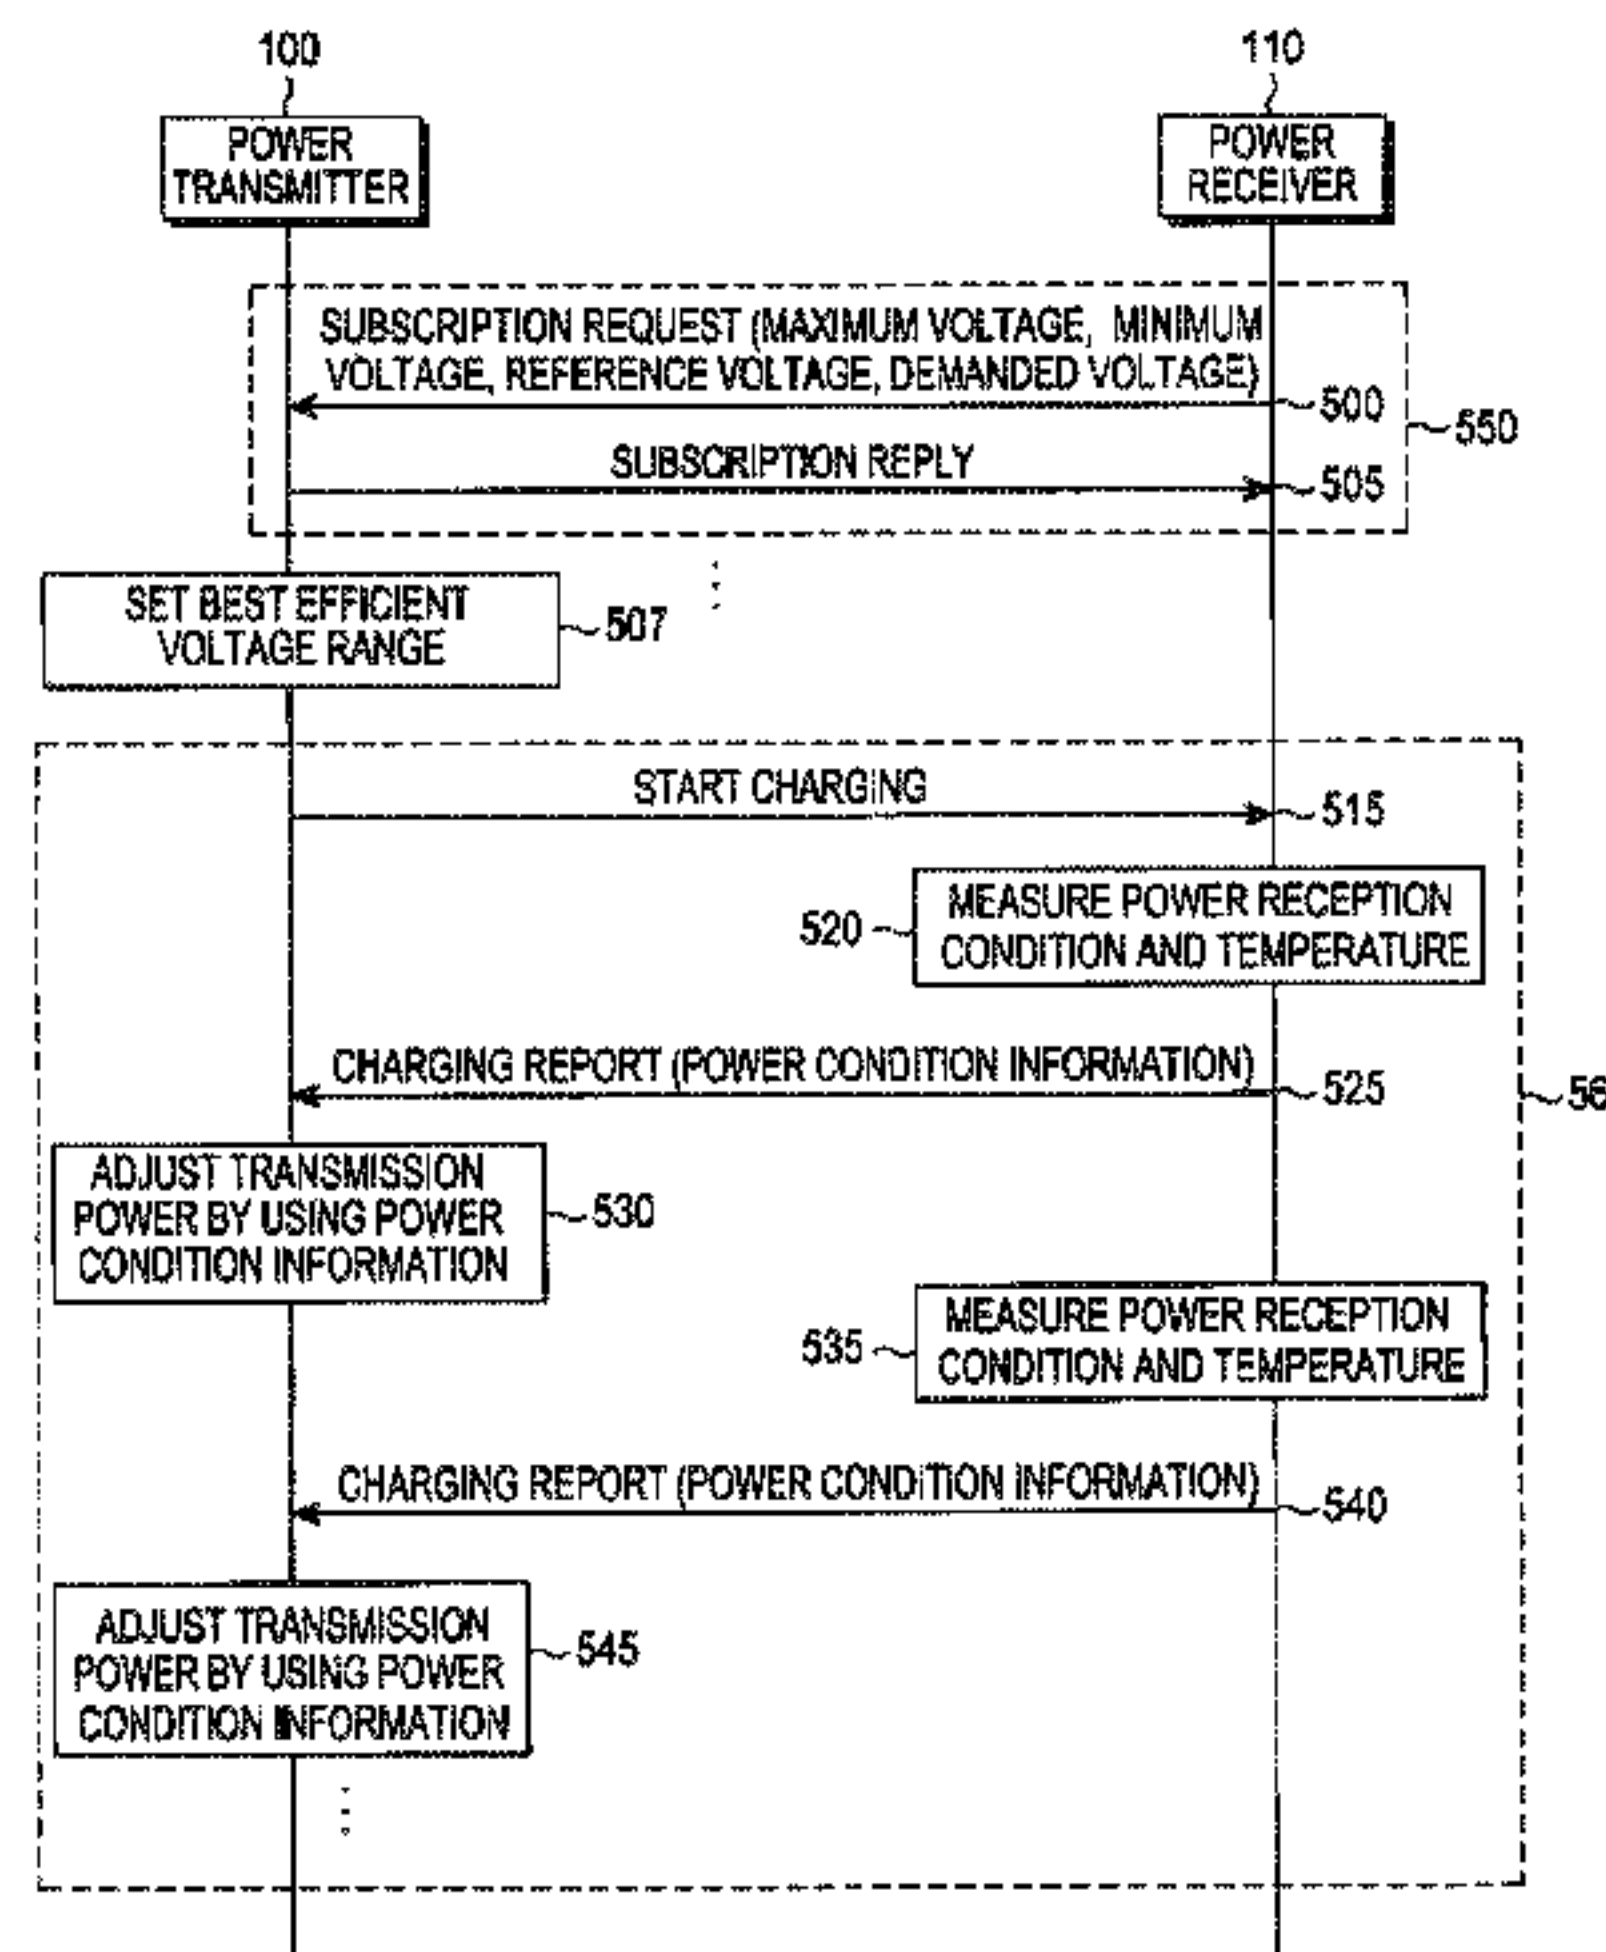 100
110
POWER
TRANSMITTER
POWER
RECEIVER
SUBSCRIPTION REQUEST (MAXIMUM VOLTAGE, MINIMUM
VOLTAGE, REFERENCE VOLTAGE, DEMANDED VOLTAGE)
500
550
SUBSCRIPTION REPLY
505
SET BEST EFFICIENT
VOLTAGE RANGE
507
START CHARGING
515
MEASURE POWER RECEPTION
CONDITION AND TEMPERATURE
520
CHARGING REPORT (POWER CONDITION INFORMATION)
525
56
ADJUST TRANSMISSION
POWER BY USING POWER
CONDITION INFORMATION
530
MEASURE POWER RECEPTION
CONDITION AND TEMPERATURE
535
CHARGING REPORT (POWER CONDITION INFORMATION)
540
ADJUST TRANSMISSION
POWER BY USING POWER
CONDITION INFORMATION
545